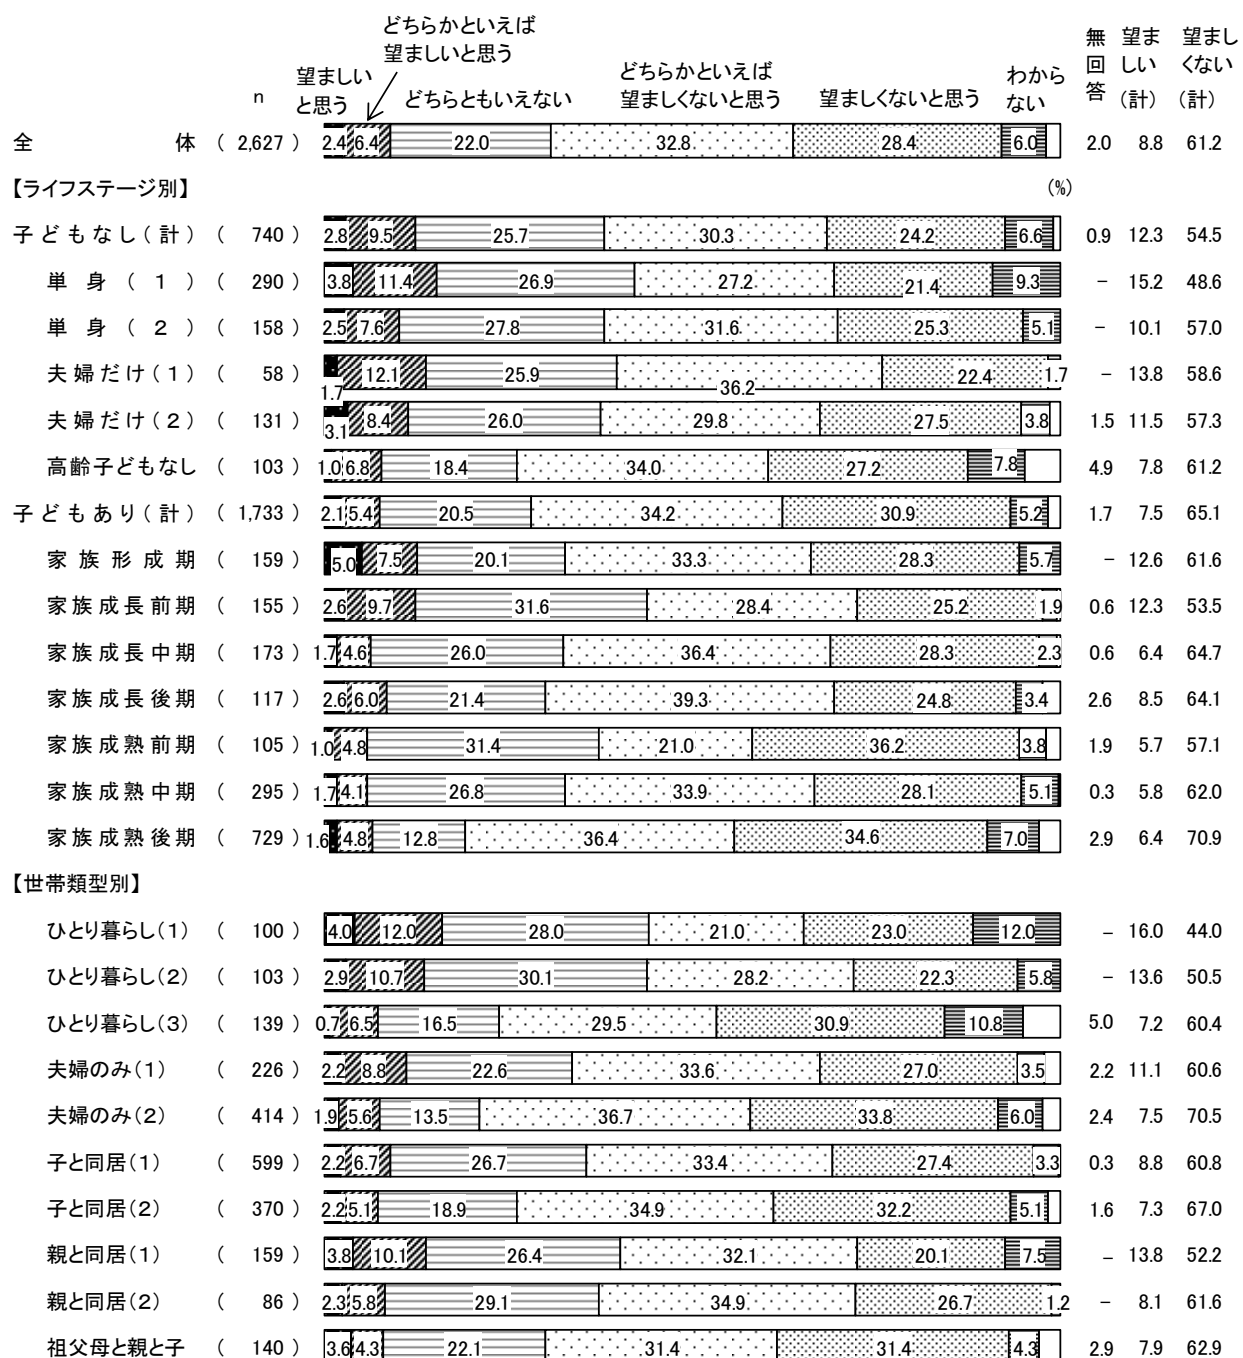 どちらかといえば
望ましいと思う
望ましい
と思う
どちらともいえない
どちらかといえば
望ましくないと思う
望ましくないと思う
わから
ない
無回答
望ましい(計)
望ましくない(計)
n
全体 ( 2,627 ) 2.4 6.4 22.0 32.8 28.4 6.0 2.0 8.8 61.2
【ライフステージ別】 (%)
子どもなし(計) ( 740 ) 2.8 9.5 25.7 30.3 24.2 6.6 0.9 12.3 54.5
単身(1) ( 290 ) 3.8 11.4 26.9 27.2 21.4 9.3 − 15.2 48.6
単身(2) ( 158 ) 2.5 7.6 27.8 31.6 25.3 5.1 − 10.1 57.0
夫婦だけ(1) ( 58 ) 1.7 12.1 25.9 36.2 22.4 1.7 − 13.8 58.6
夫婦だけ(2) ( 131 ) 3.1 8.4 26.0 29.8 27.5 3.8 1.5 11.5 57.3
高齢子どもなし ( 103 ) 1.0 6.8 18.4 34.0 27.2 7.8 4.9 7.8 61.2
子どもあり(計) ( 1,733 ) 2.1 5.4 20.5 34.2 30.9 5.2 1.7 7.5 65.1
家族形成期 ( 159 ) 5.0 7.5 20.1 33.3 28.3 5.7 − 12.6 61.6
家族成長前期 ( 155 ) 2.6 9.7 31.6 28.4 25.2 1.9 0.6 12.3 53.5
家族成長中期 ( 173 ) 1.7 4.6 26.0 36.4 28.3 2.3 0.6 6.4 64.7
家族成長後期 ( 117 ) 2.6 6.0 21.4 39.3 24.8 3.4 2.6 8.5 64.1
家族成熟前期 ( 105 ) 1.0 4.8 31.4 21.0 36.2 3.8 1.9 5.7 57.1
家族成熟中期 ( 295 ) 1.7 4.1 26.8 33.9 28.1 5.1 0.3 5.8 62.0
家族成熟後期 ( 729 ) 1.6 4.8 12.8 36.4 34.6 7.0 2.9 6.4 70.9
【世帯類型別】
ひとり暮らし(1) ( 100 ) 4.0 12.0 28.0 21.0 23.0 12.0 − 16.0 44.0
ひとり暮らし(2) ( 103 ) 2.9 10.7 30.1 28.2 22.3 5.8 − 13.6 50.5
ひとり暮らし(3) ( 139 ) 0.7 6.5 16.5 29.5 30.9 10.8 5.0 7.2 60.4
夫婦のみ(1) ( 226 ) 2.2 8.8 22.6 33.6 27.0 3.5 2.2 11.1 60.6
夫婦のみ(2) ( 414 ) 1.9 5.6 13.5 36.7 33.8 6.0 2.4 7.5 70.5
子と同居(1) ( 599 ) 2.2 6.7 26.7 33.4 27.4 3.3 0.3 8.8 60.8
子と同居(2) ( 370 ) 2.2 5.1 18.9 34.9 32.2 5.1 1.6 7.3 67.0
親と同居(1) ( 159 ) 3.8 10.1 26.4 32.1 20.1 7.5 − 13.8 52.2
親と同居(2) ( 86 ) 2.3 5.8 29.1 34.9 26.7 1.2 − 8.1 61.6
祖父母と親と子 ( 140 ) 3.6 4.3 22.1 31.4 31.4 4.3 2.9 7.9 62.9